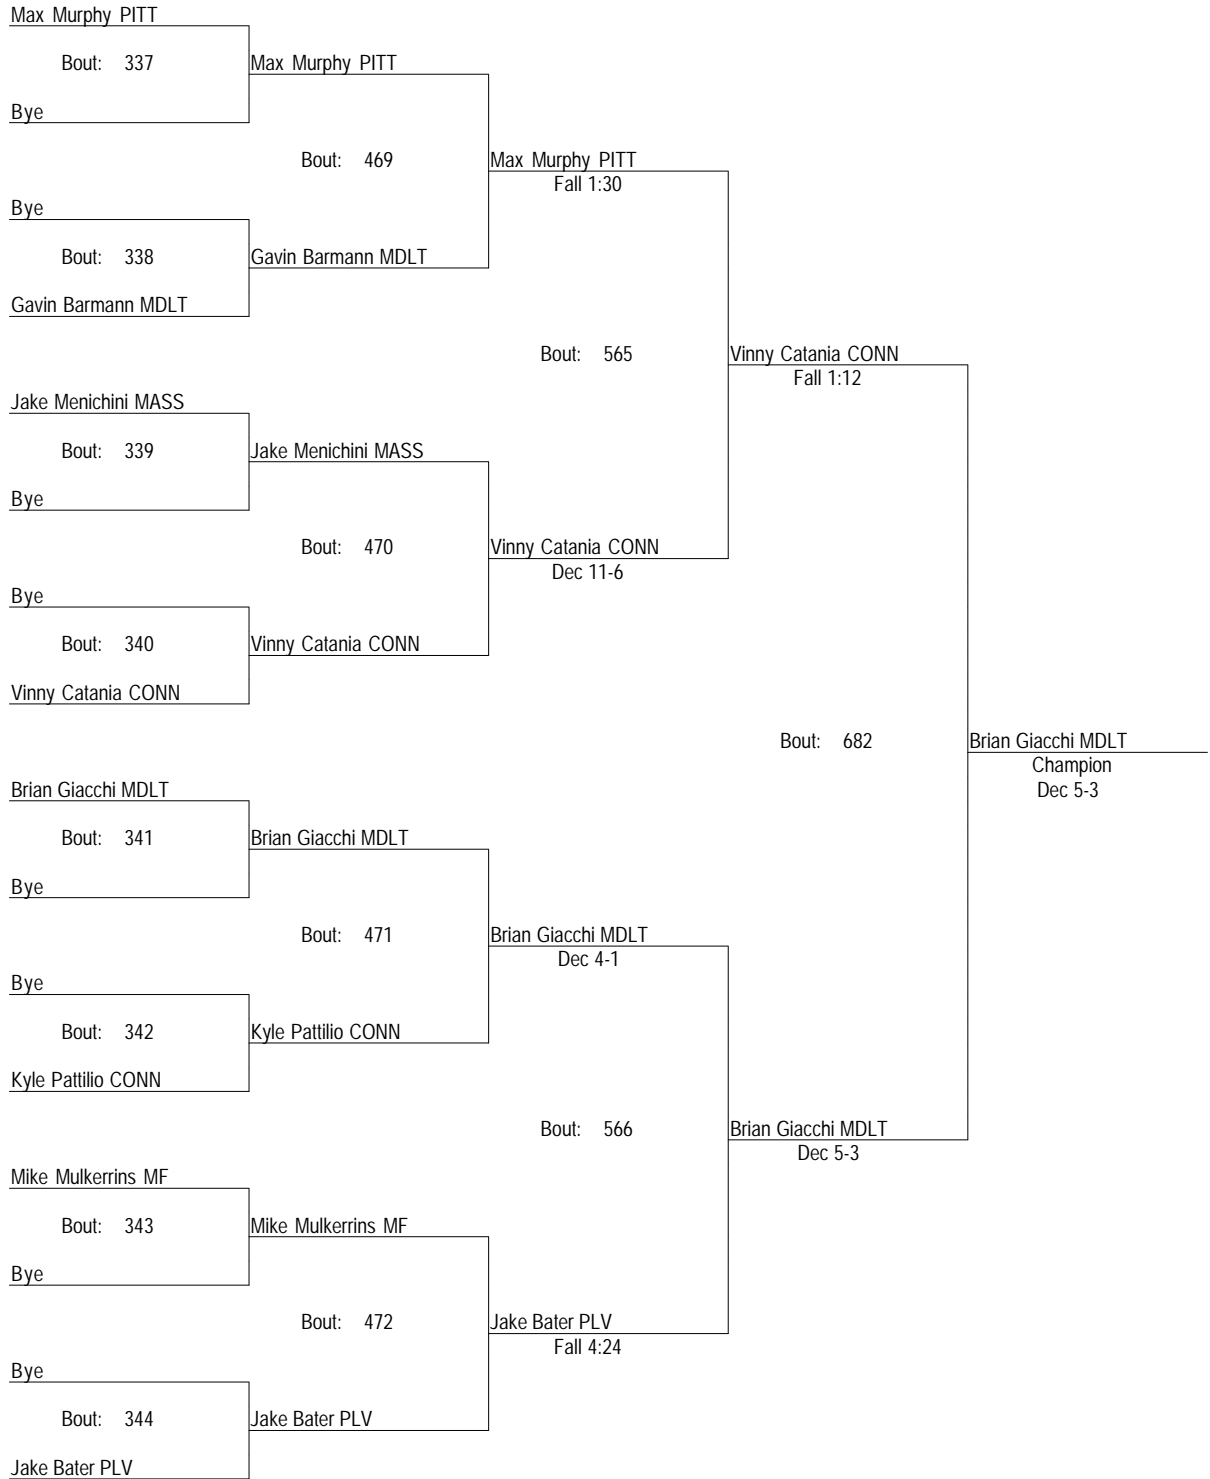 Max Murphy PITT
Bout: 337
Max Murphy PITT
Bye
Bout: 469
Max Murphy PITT
Fall 1:30
Bye
Bout: 338
Gavin Barmann MDLT
Gavin Barmann MDLT
Bout: 565
Vinny Catania CONN
Fall 1:12
Jake Menichini MASS
Bout: 339
Jake Menichini MASS
Bye
Bout: 470
Vinny Catania CONN
Dec 11-6
Bye
Bout: 340
Vinny Catania CONN
Vinny Catania CONN
Bout: 682
Brian Giacchi MDLT
Champion
Dec 5-3
Brian Giacchi MDLT
Bout: 341
Brian Giacchi MDLT
Bye
Bout: 471
Brian Giacchi MDLT
Dec 4-1
Bye
Bout: 342
Kyle Pattilio CONN
Kyle Pattilio CONN
Bout: 566
Brian Giacchi MDLT
Dec 5-3
Mike Mulkerrins MF
Bout: 343
Mike Mulkerrins MF
Bye
Bout: 472
Jake Bater PLV
Fall 4:24
Bye
Bout: 344
Jake Bater PLV
Jake Bater PLV